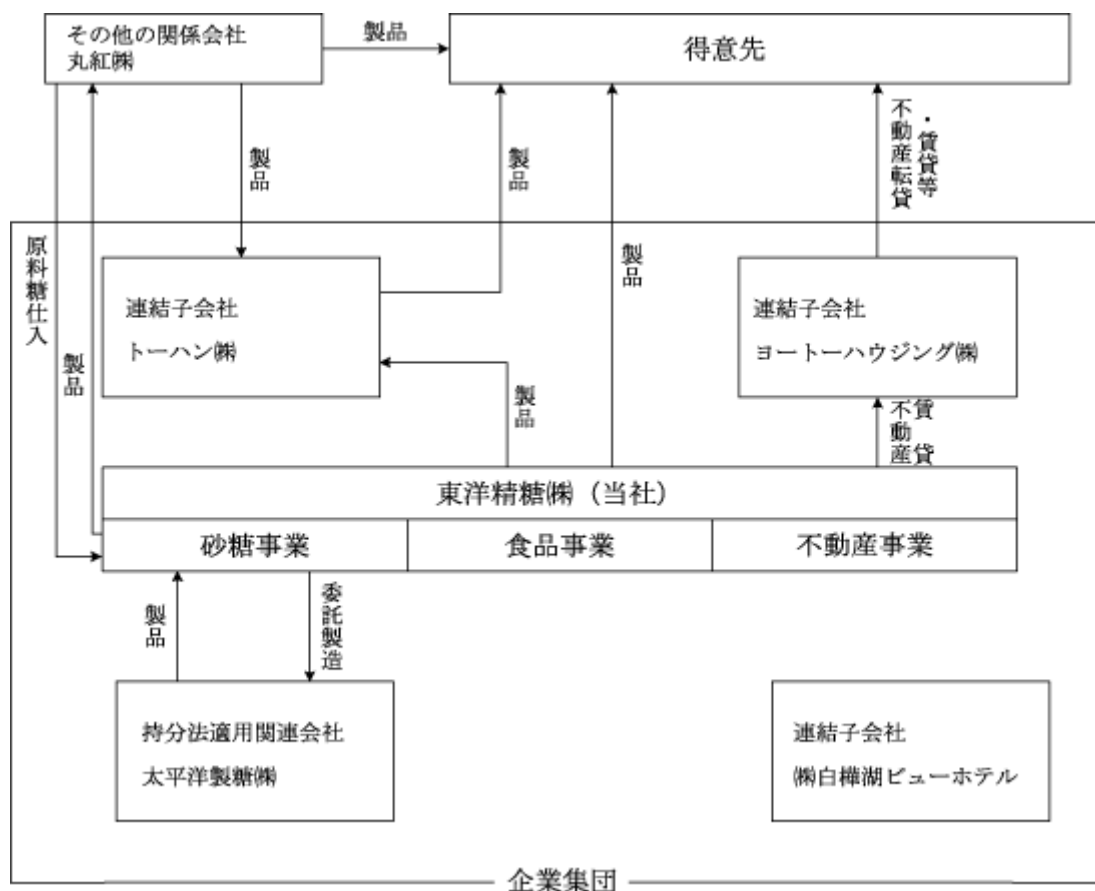 その他の関係会社
丸紅㈱
製品
得意先
製品
製品
不動産転貸
・賃貸等
原料糖仕入
製品
製品
連結子会社
トーハン㈱
連結子会社
ヨートーハウジング㈱
製品
不動産
賃貸
東洋精糖㈱（当社）
砂糖事業
食品事業
不動産事業
製品
委託製造
持分法適用関連会社
太平洋製糖㈱
連結子会社
㈱白樺湖ビューホテル
企業集団